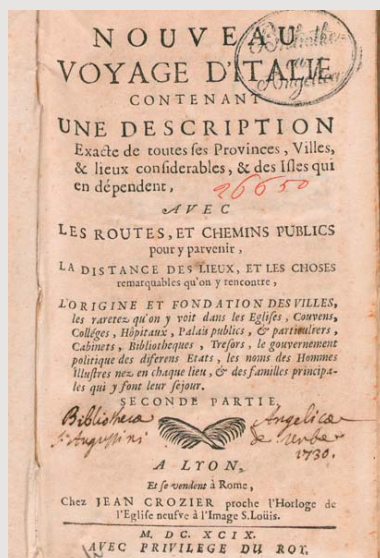 NOUVEAU
VOYAGE D'ITALIE
CONTENANT
UNE DESCRIPTION
Exacte de toutes ses Provinces, Villes,
& lieux considerables, & des Isles qui
en dépendent,
26650
AVEC
LES ROUTES, ET CHEMINS PUBLICS
pour y parvenir,
LA DISTANCE DES LIEUX, ET LES CHOSES
remarquables qu'on y rencontre,
L'ORIGINE ET FONDATION DES VILLES,
les raretez qu'on y voit dans les Eglises, Couvens,
Colléges, Hôpitaux, Palais publics, & particuliers,
Cabinets, Bibliotheques, Tresors, le gouvernement
politique des diferens Etats, les noms des Hommes
illustres nez en chaque lieu, & des familles principa-
les qui y font leur sejour.
SECONDE PARTIE,
Bibliotheca Angelica
S. Augustini de Urbe
1730.
A LYON,
Et se vendent à Rome,
Chez JEAN CROZIER proche l'Horloge de
l'Eglise neufve à l'Image S. Loüis.
M. DC. XCIX.
AVEC PRIVILEGE DU ROY.